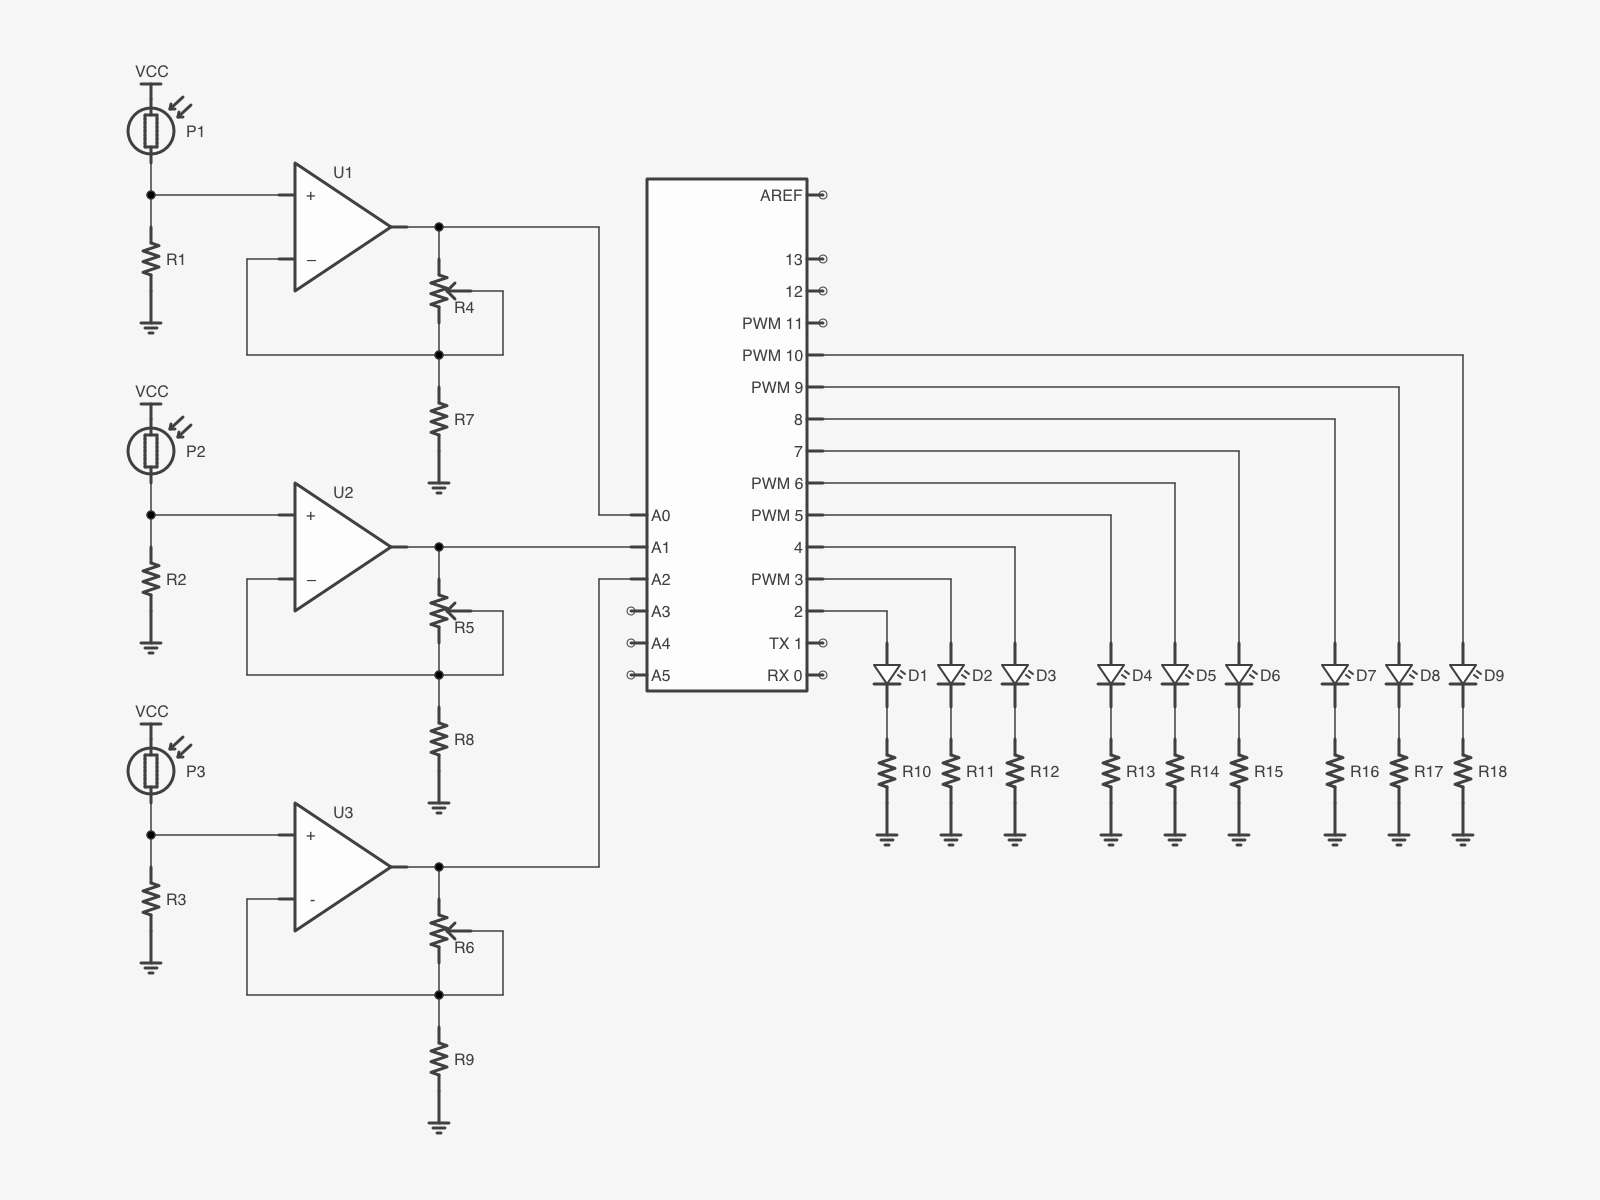 VCC
P1
R1
U1
+
–
R4
R7
VCC
P2
R2
U2
+
–
R5
R8
VCC
P3
R3
U3
+
-
R6
R9
A0
A1
A2
A3
A4
A5
AREF
13
12
PWM 11
PWM 10
PWM 9
8
7
PWM 6
PWM 5
4
PWM 3
2
TX 1
RX 0
D1 D2 D3 D4 D5 D6 D7 D8 D9
R10 R11 R12 R13 R14 R15 R16 R17 R18